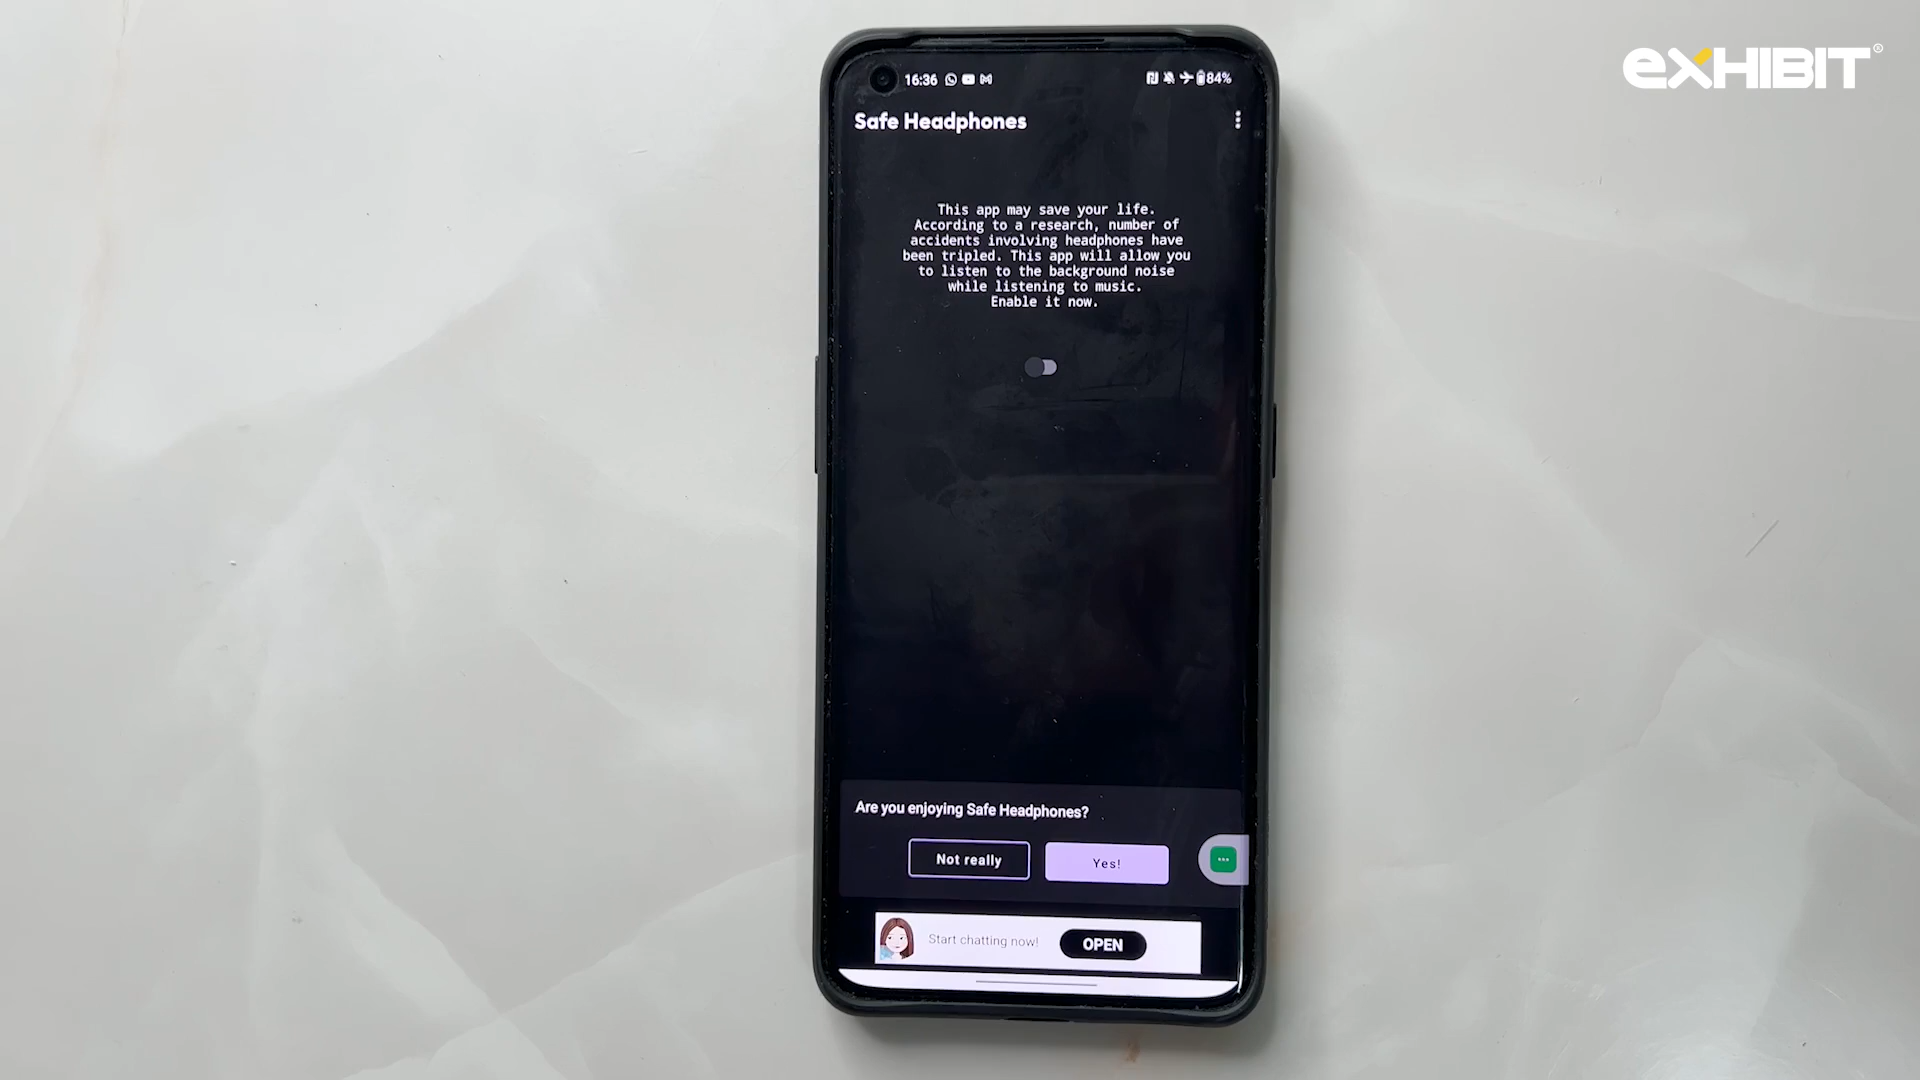 eXHIBIT®
16:36
84%
Safe Headphones
This app may save your life.
According to a research, number of
accidents involving headphones have
been tripled. This app will allow you
to listen to the background noise
while listening to music.
Enable it now.
Are you enjoying Safe Headphones?
Not really
Yes!
Start chatting now!
OPEN